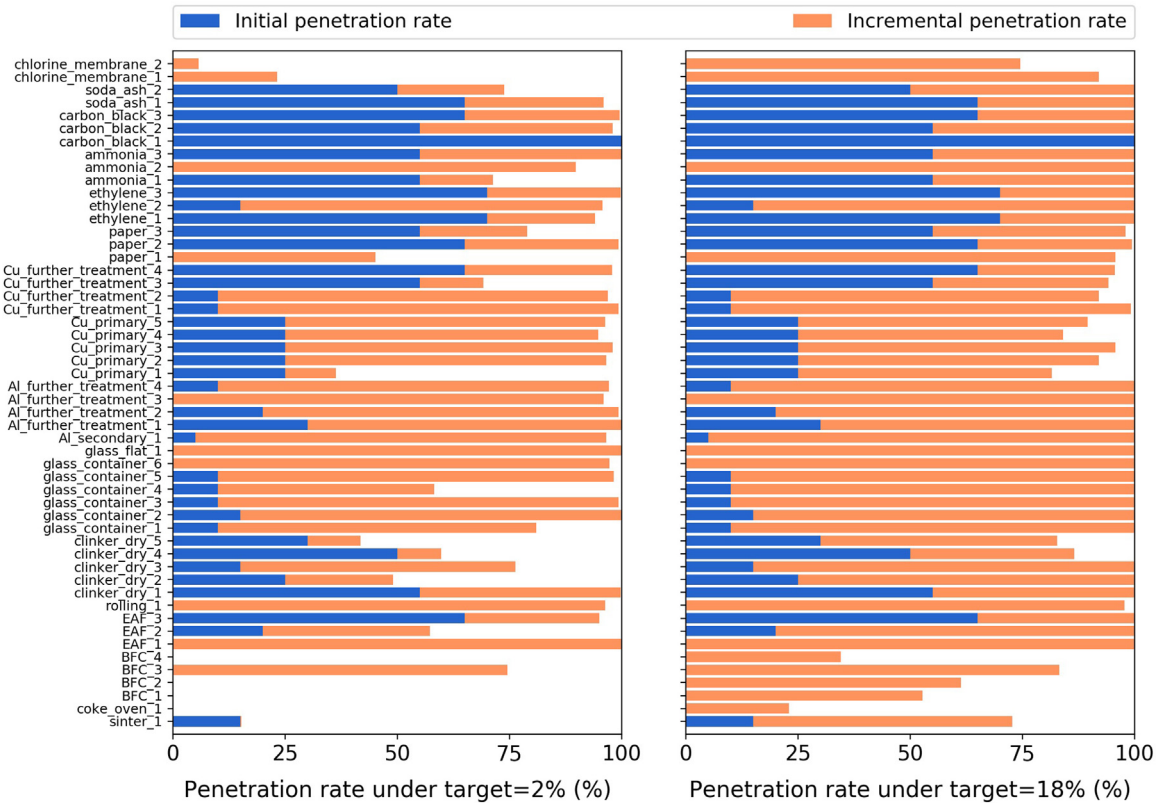 Initial penetration rate
Incremental penetration rate
chlorine_membrane_2
chlorine_membrane_1
soda_ash_2
soda_ash_1
carbon_black_3
carbon_black_2
carbon_black_1
ammonia_3
ammonia_2
ammonia_1
ethylene_3
ethylene_2
ethylene_1
paper_3
paper_2
paper_1
Cu_further_treatment_4
Cu_further_treatment_3
Cu_further_treatment_2
Cu_further_treatment_1
Cu_primary_5
Cu_primary_4
Cu_primary_3
Cu_primary_2
Cu_primary_1
Al_further_treatment_4
Al_further_treatment_3
Al_further_treatment_2
Al_further_treatment_1
Al_secondary_1
glass_flat_1
glass_container_6
glass_container_5
glass_container_4
glass_container_3
glass_container_2
glass_container_1
clinker_dry_5
clinker_dry_4
clinker_dry_3
clinker_dry_2
clinker_dry_1
rolling_1
EAF_3
EAF_2
EAF_1
BFC_4
BFC_3
BFC_2
BFC_1
coke_oven_1
sinter_1
0 25 50 75 100
Penetration rate under target=2% (%)
0 25 50 75 100
Penetration rate under target=18% (%)